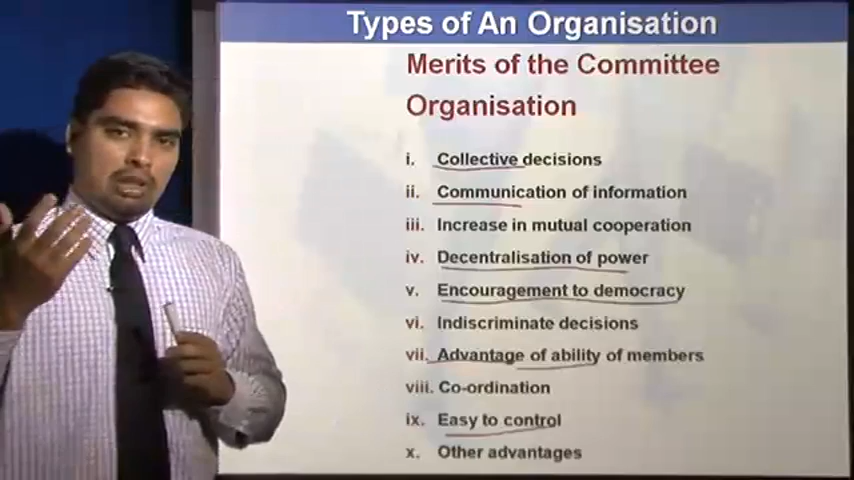 Types of An Organisation
Merits of the Committee
Organisation
i. Collective decisions
ii. Communication of information
iii. Increase in mutual cooperation
iv. Decentralisation of power
v. Encouragement to democracy
vi. Indiscriminate decisions
vii. Advantage of ability of members
viii. Co-ordination
ix. Easy to control
x. Other advantages